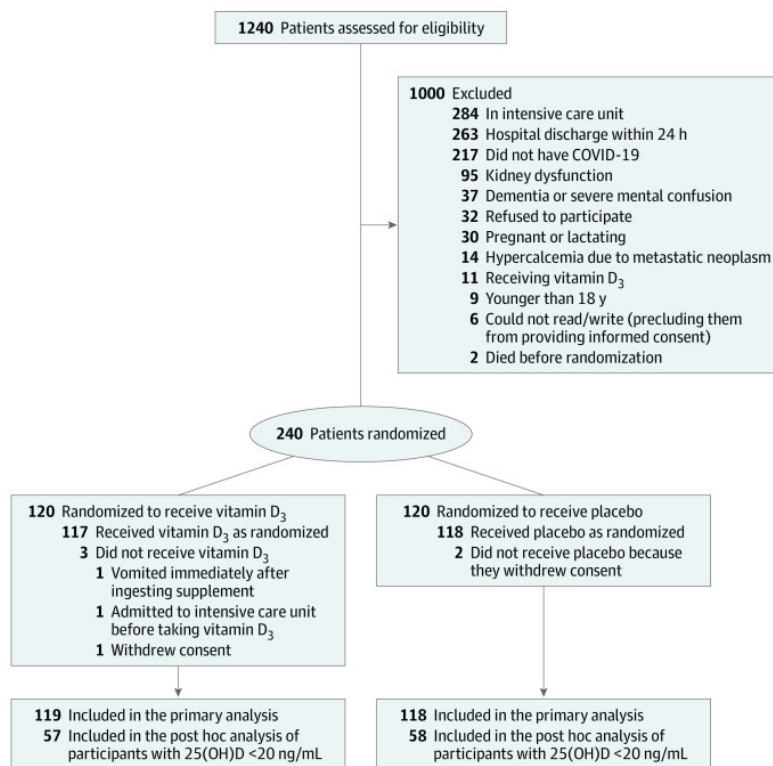 1240 Patients assessed for eligibility
1000 Excluded
284 In intensive care unit
263 Hospital discharge within 24 h
217 Did not have COVID-19
95 Kidney dysfunction
37 Dementia or severe mental confusion
32 Refused to participate
30 Pregnant or lactating
14 Hypercalcemia due to metastatic neoplasm
11 Receiving vitamin D₃
9 Younger than 18 y
6 Could not read/write (precluding them
from providing informed consent)
2 Died before randomization
240 Patients randomized
120 Randomized to receive vitamin D₃
117 Received vitamin D₃ as randomized
3 Did not receive vitamin D₃
1 Vomited immediately after
ingesting supplement
1 Admitted to intensive care unit
before taking vitamin D₃
1 Withdrew consent
120 Randomized to receive placebo
118 Received placebo as randomized
2 Did not receive placebo because
they withdrew consent
119 Included in the primary analysis
57 Included in the post hoc analysis of
participants with 25(OH)D <20 ng/mL
118 Included in the primary analysis
58 Included in the post hoc analysis of
participants with 25(OH)D <20 ng/mL